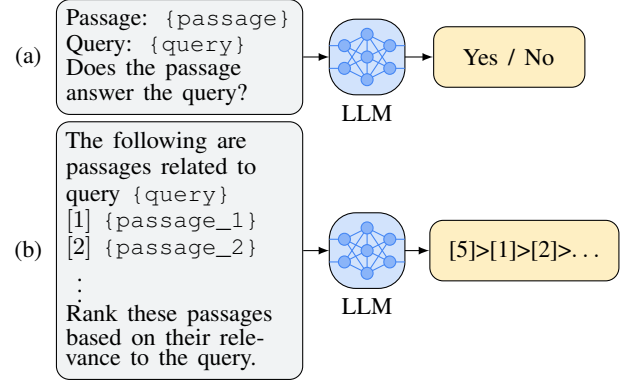 (a)
Passage: {passage}
Query: {query}
Does the passage
answer the query?
LLM
Yes / No
(b)
The following are
passages related to
query {query}
[1] {passage_1}
[2] {passage_2}
⋮
Rank these passages
based on their rele-
vance to the query.
LLM
[5]>[1]>[2]>...